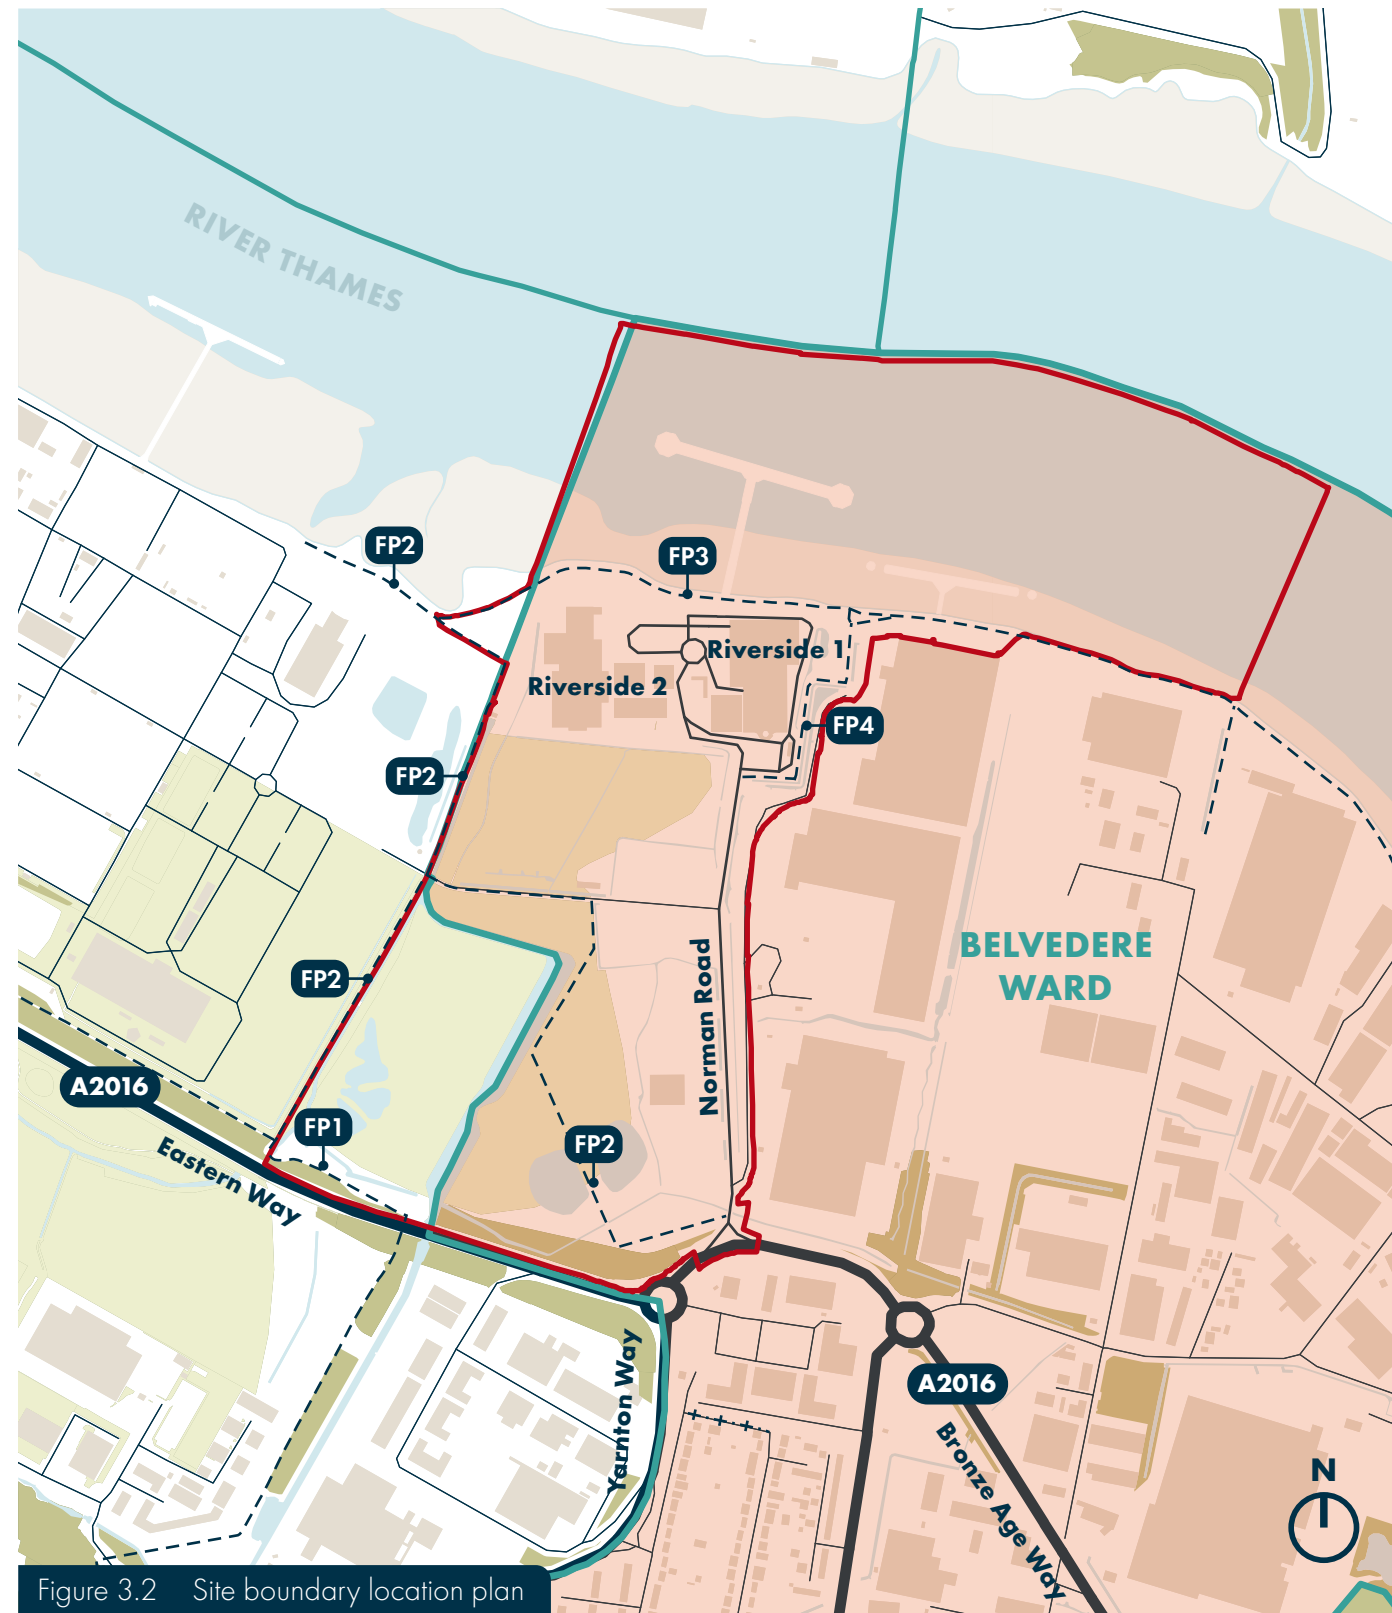 RIVER THAMES
FP2
FP3
Riverside 1
Riverside 2
FP4
FP2
BELVEDERE
WARD
FP2
Norman Road
A2016
FP1
FP2
Eastern Way
Yarnton Way
A2016
Bronze Age Way
N
Figure 3.2 Site boundary location plan